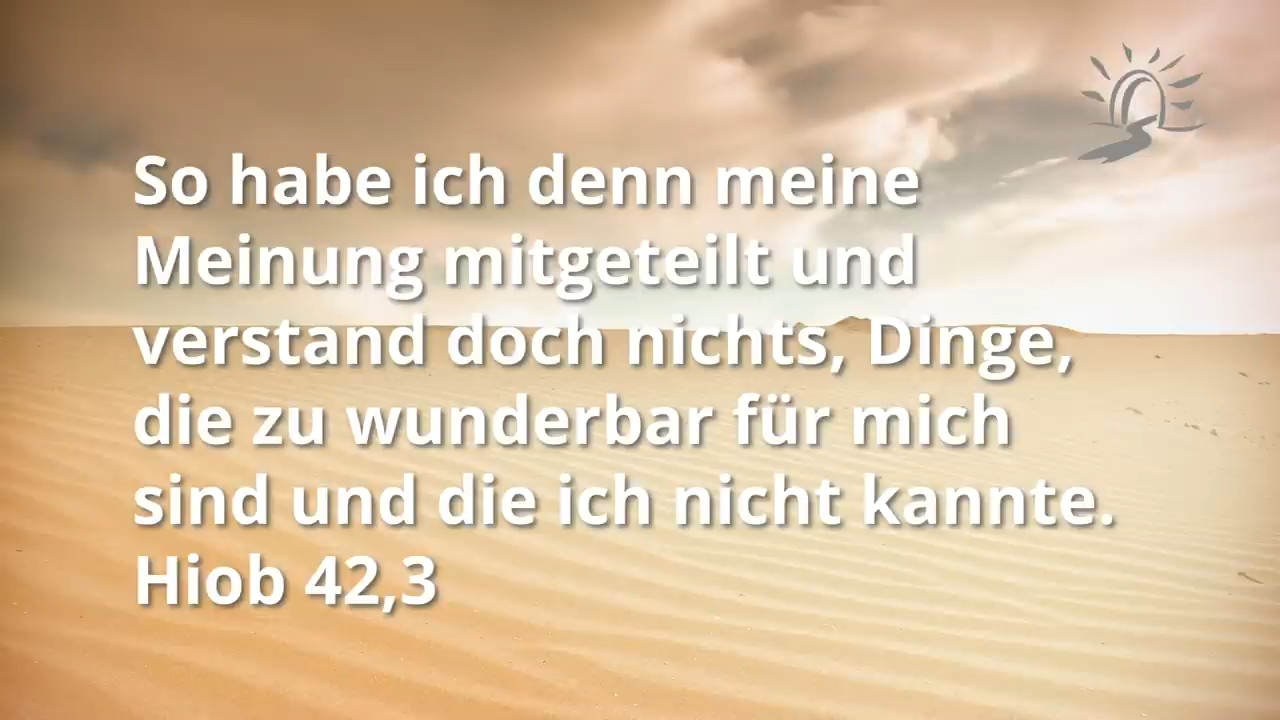 So habe ich denn meine
Meinung mitgeteilt und
verstand doch nichts, Dinge,
die zu wunderbar für mich
sind und die ich nicht kannte.
Hiob 42,3